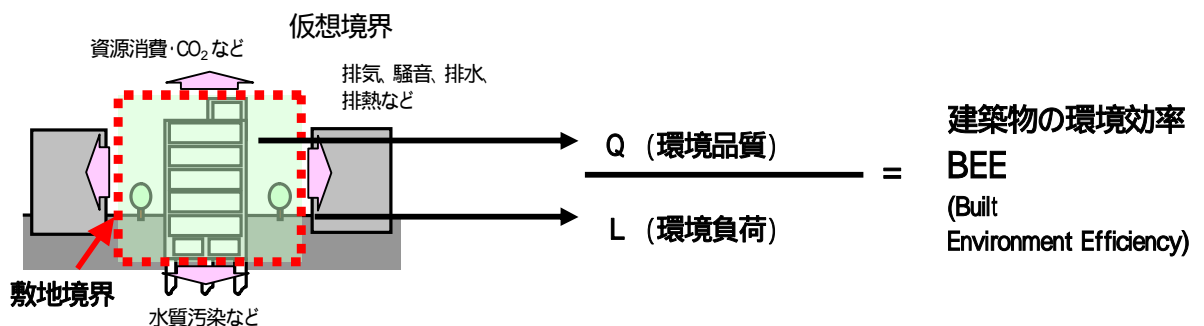 仮想境界
資源消費・CO₂など
排気、騒音、排水、
排熱など
敷地境界
水質汚染など
Q (環境品質)
L (環境負荷)
=
建築物の環境効率
BEE
(Built
Environment Efficiency)